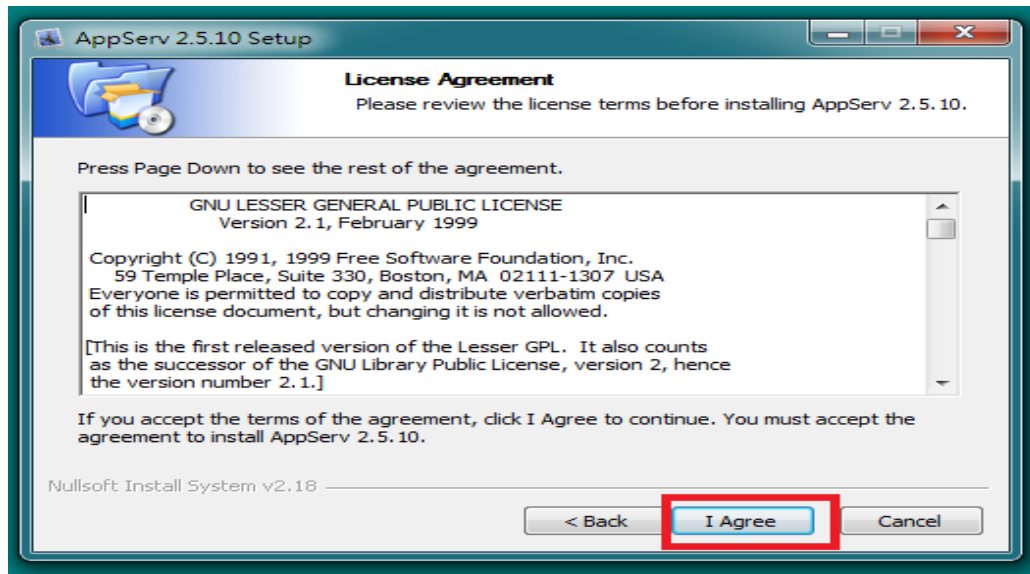 AppServ 2.5.10 Setup
License Agreement
Please review the license terms before installing AppServ 2.5.10.
Press Page Down to see the rest of the agreement.
GNU LESSER GENERAL PUBLIC LICENSE
Version 2.1, February 1999
Copyright (C) 1991, 1999 Free Software Foundation, Inc.
59 Temple Place, Suite 330, Boston, MA 02111-1307 USA
Everyone is permitted to copy and distribute verbatim copies
of this license document, but changing it is not allowed.
[This is the first released version of the Lesser GPL. It also counts
as the successor of the GNU Library Public License, version 2, hence
the version number 2.1.]
If you accept the terms of the agreement, click I Agree to continue. You must accept the
agreement to install AppServ 2.5.10.
Nullsoft Install System v2.18
< Back I Agree Cancel